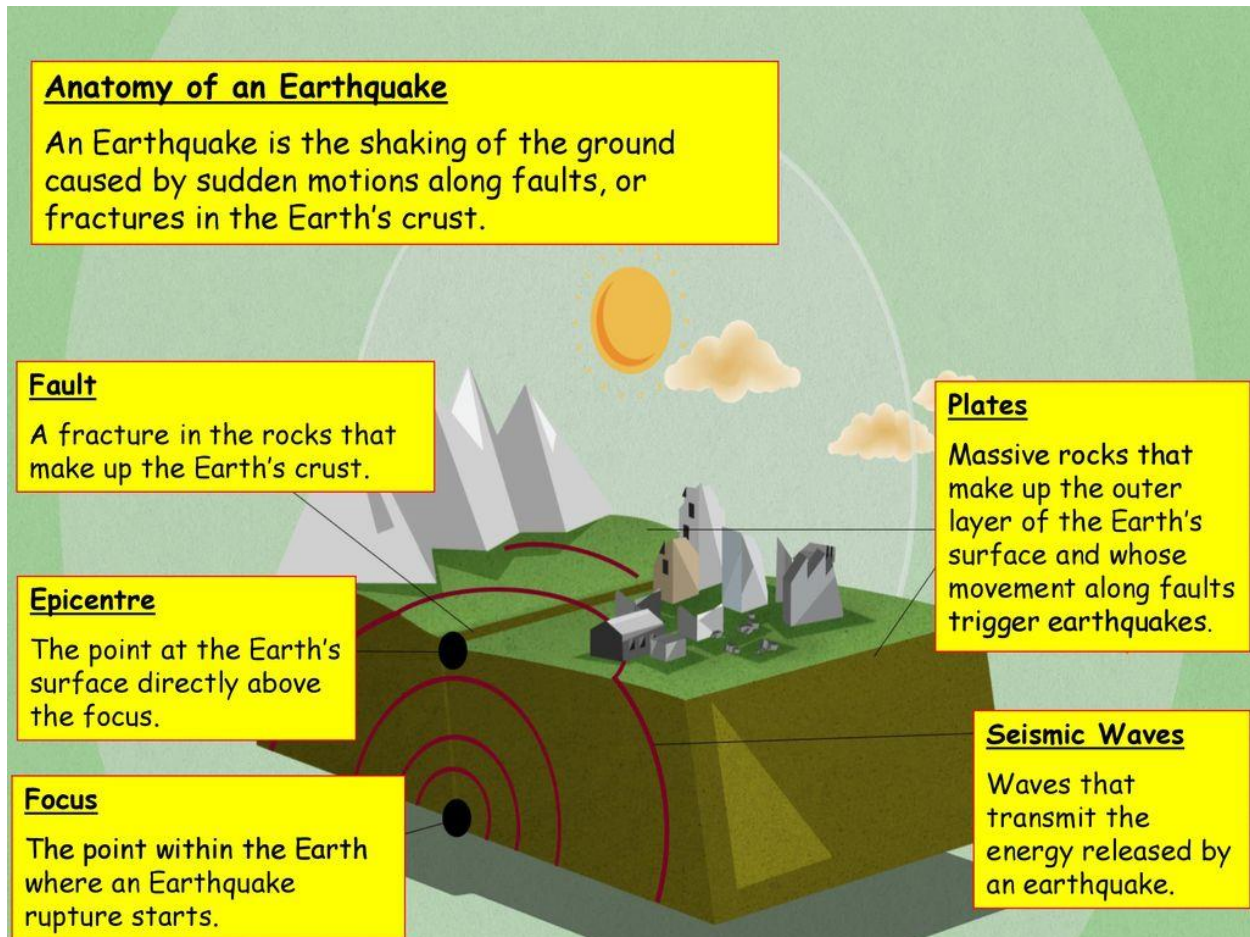 Anatomy of an Earthquake
An Earthquake is the shaking of the ground
caused by sudden motions along faults, or
fractures in the Earth's crust.
Fault
A fracture in the rocks that
make up the Earth's crust.
Epicentre
The point at the Earth's
surface directly above
the focus.
Focus
The point within the Earth
where an Earthquake
rupture starts.
Plates
Massive rocks that
make up the outer
layer of the Earth's
surface and whose
movement along faults
trigger earthquakes.
Seismic Waves
Waves that
transmit the
energy released by
an earthquake.